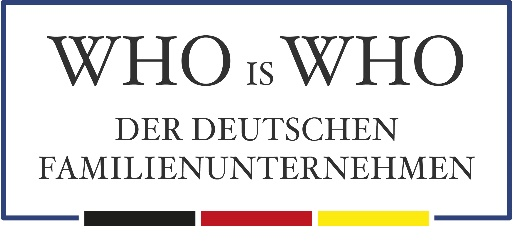 WHO IS WHO
DER DEUTSCHEN
FAMILIENUNTERNEHMEN